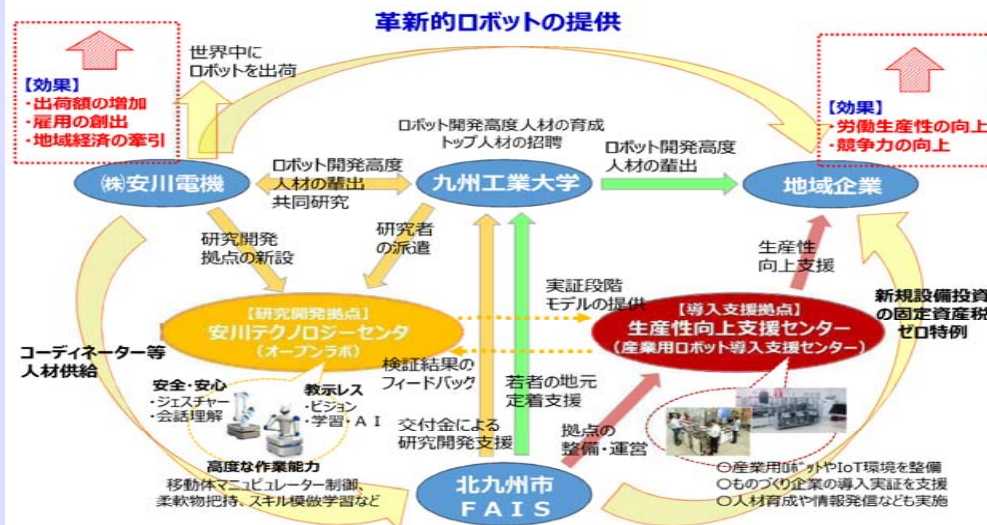 革新的ロボットの提供
【効果】
・出荷額の増加
・雇用の創出
・地域経済の牽引
世界中に
ロボットを出荷
【効果】
・労働生産性の向上
・競争力の向上
ロボット開発高度人材の育成
トップ人材の招聘
㈱安川電機
ロボット開発高度
人材の輩出
共同研究
九州工業大学
ロボット開発高度
人材の輩出
地域企業
研究開発
拠点の新設
研究者
の派遣
生産性
向上支援
【研究開発拠点】
安川テクノロジーセンタ
（オープンラボ）
実証段階
モデルの提供
検証結果の
フィードバック
【導入支援拠点】
生産性向上支援センター
（産業用ロボット導入支援センター）
新規設備投資
の固定資産税
ゼロ特例
コーディネーター等
人材供給
安全・安心
・ジェスチャー
・会話理解
教示レス
・ビジョン
・学習・ＡＩ
高度な作業能力
移動体マニュピュレーター制御、
柔軟物把持、スキル模倣学習など
交付金による
研究開発支援
若者の地元
定着支援
拠点の
整備・運営
北九州市
ＦＡＩＳ
〇産業用ﾛﾎﾞｯﾄやIoT環境を整備
〇ものづくり企業の導入実証を支援
〇人材育成や情報発信なども実施